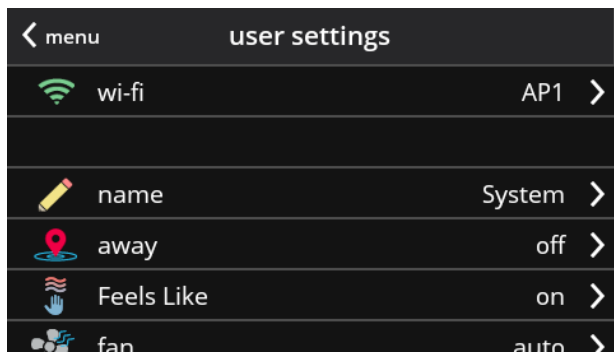 menu user settings
wi-fi AP1
name System
away off
Feels Like on
fan auto